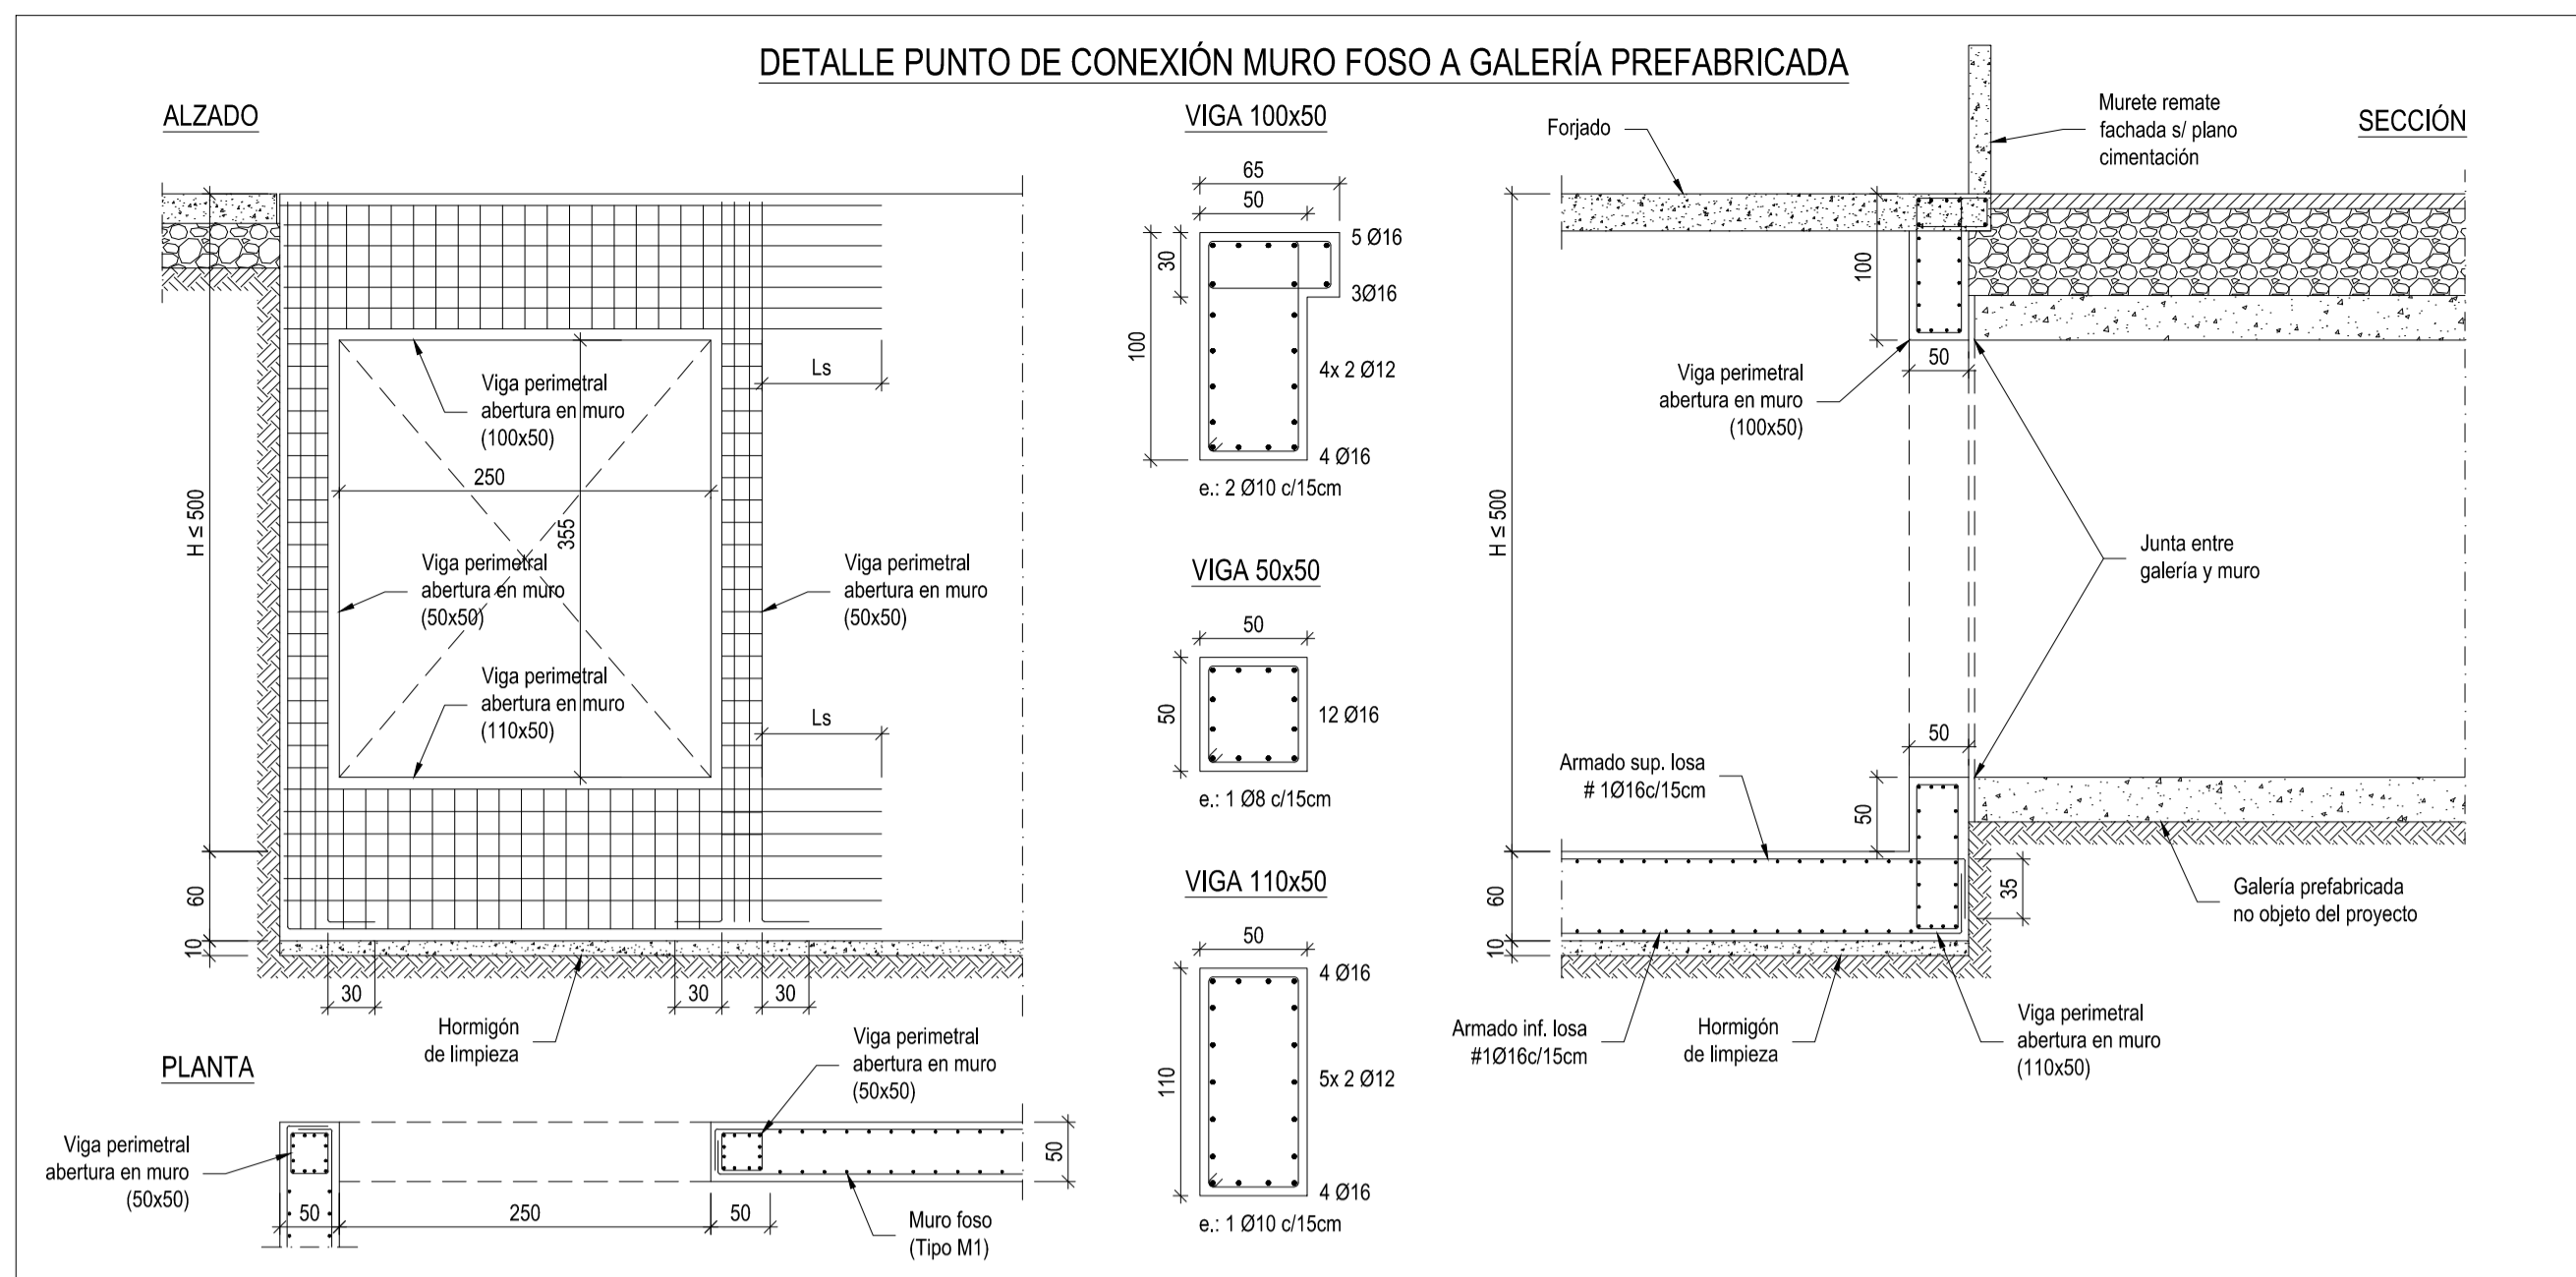 DETALLE PUNTO DE CONEXIÓN MURO FOSO A GALERÍA PREFABRICADA
ALZADO
H ≤ 500
60
10
Viga perimetral
abertura en muro
(100x50)
250
355
Viga perimetral
abertura en muro
(50x50)
Viga perimetral
abertura en muro
(110x50)
Ls
Viga perimetral
abertura en muro
(50x50)
Ls
30
30
30
Hormigón
de limpieza
PLANTA
Viga perimetral
abertura en muro
(50x50)
Viga perimetral
abertura en muro
(50x50)
50
50
250
50
Muro foso
(Tipo M1)
VIGA 100x50
65
50
30
100
5 Ø16
3Ø16
4x 2 Ø12
4 Ø16
e.: 2 Ø10 c/15cm
VIGA 50x50
50
50
12 Ø16
e.: 1 Ø8 c/15cm
VIGA 110x50
50
110
4 Ø16
5x 2 Ø12
4 Ø16
e.: 1 Ø10 c/15cm
SECCIÓN
Forjado
Murete remate
fachada s/ plano
cimentación
100
50
Viga perimetral
abertura en muro
(100x50)
H ≤ 500
Junta entre
galería y muro
50
50
Armado sup. losa
# 1Ø16c/15cm
60
10
35
Galería prefabricada
no objeto del proyecto
Armado inf. losa
#1Ø16c/15cm
Hormigón
de limpieza
Viga perimetral
abertura en muro
(110x50)